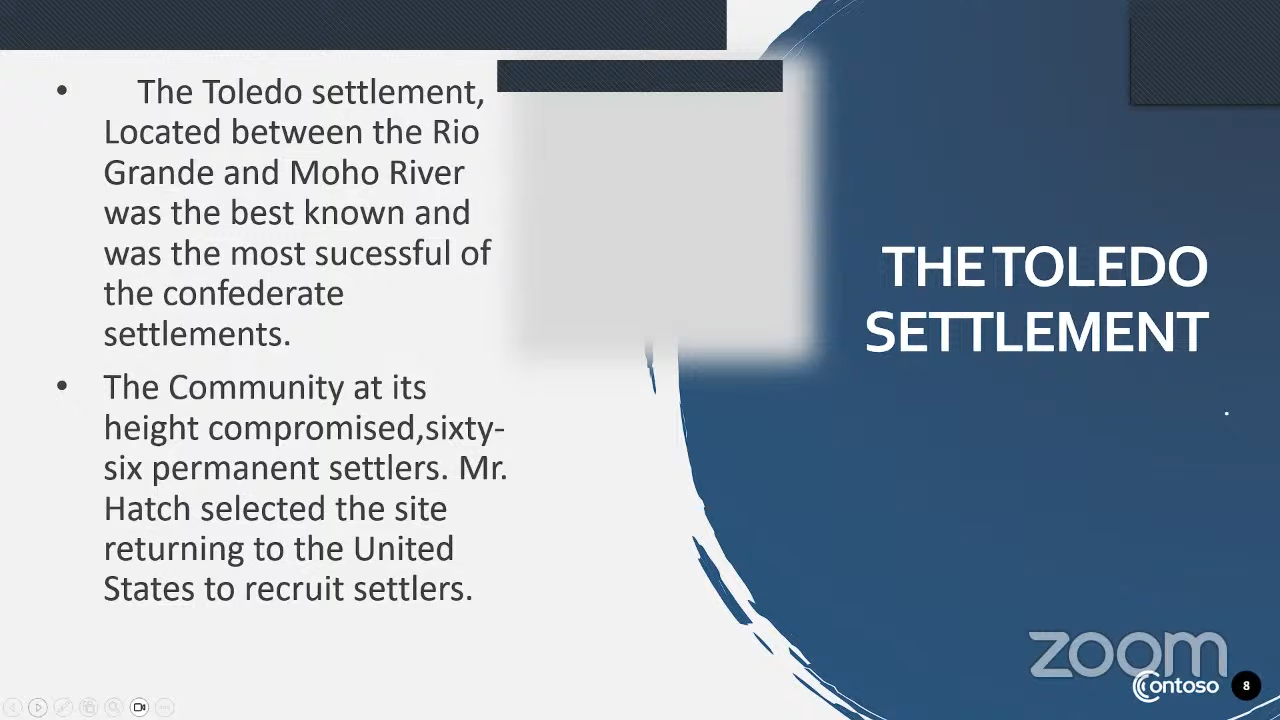 • The Toledo settlement,
Located between the Rio
Grande and Moho River
was the best known and
was the most sucessful of
the confederate
settlements.
• The Community at its
height compromised,sixty-
six permanent settlers. Mr.
Hatch selected the site
returning to the United
States to recruit settlers.
THE TOLEDO
SETTLEMENT
.
zoom
Contoso
8